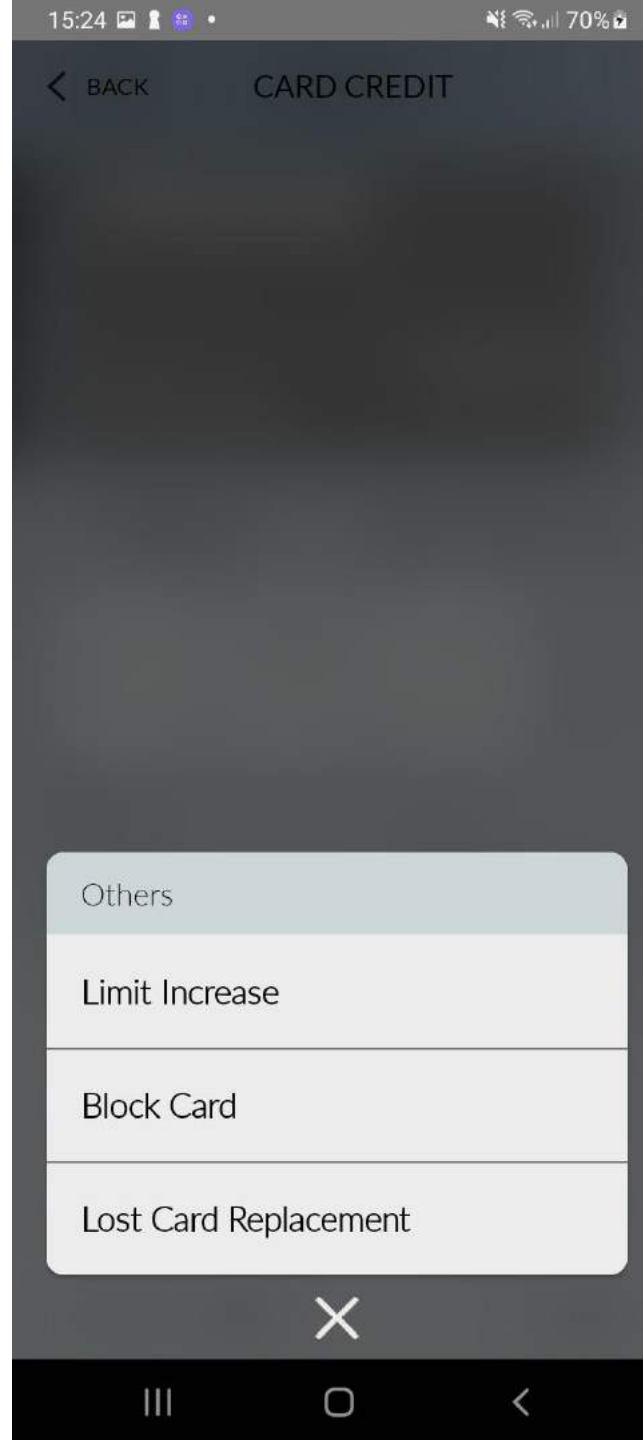 15:24 70%
BACK CARD CREDIT
Others
Limit Increase
Block Card
Lost Card Replacement